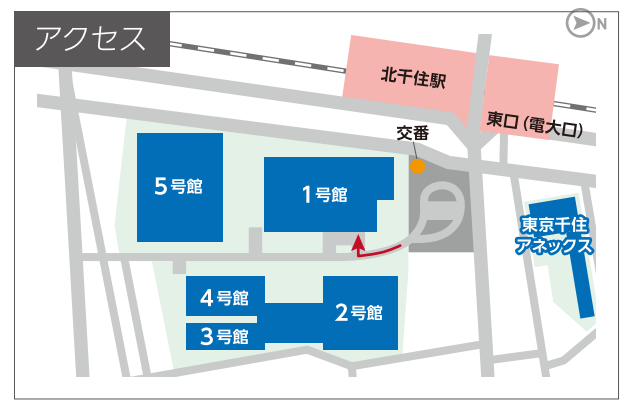 アクセス
N
北千住駅
東口(電大口)
交番
5号館
1号館
東京千住
アネックス
4号館
2号館
3号館